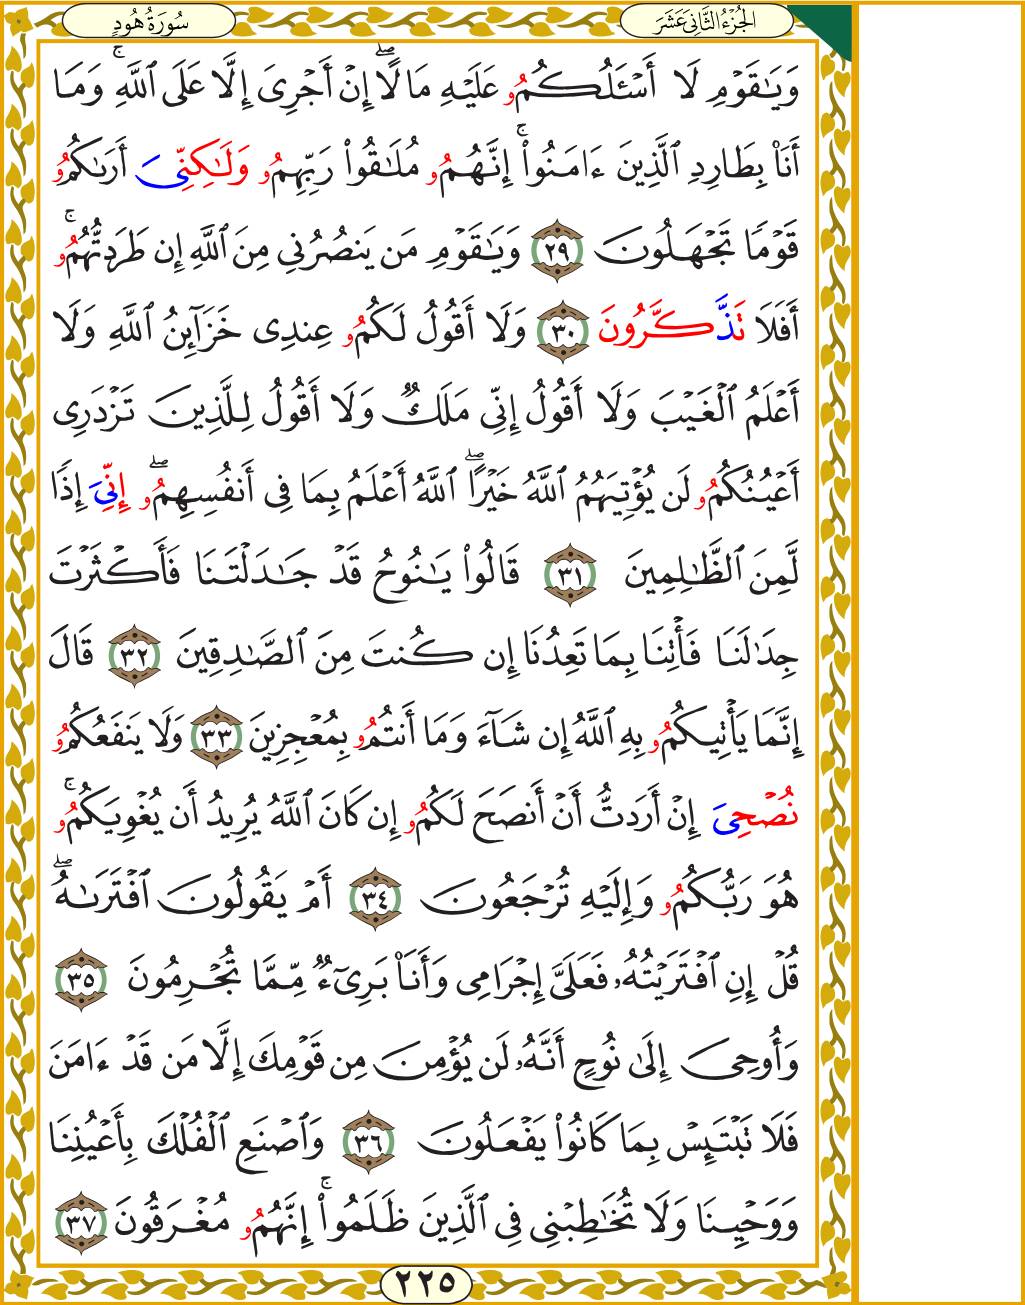 الجُزْءُ الثَّانِيَ عَشَرَ
سُورَةُ هُودٍ
وَيَٰقَوْمِ لَا أَسْـَٔلُكُمُۥ عَلَيْهِ مَالًاۖ إِنْ أَجْرِىَ إِلَّا عَلَى ٱللَّهِۚ وَمَا
أَنَا۠ بِطَارِدِ ٱلَّذِينَ ءَامَنُوا۟ۚ إِنَّهُمُۥ مُلَٰقُوا۟ رَبِّهِمُۥ وَلَٰكِنِّىَ أَرَىٰكُمُۥ
قَوْمًا تَجْهَلُونَ ٢٩ وَيَٰقَوْمِ مَن يَنصُرُنِى مِنَ ٱللَّهِ إِن طَرَدتُّهُمُۥۚ
أَفَلَا تَذَّكَّرُونَ ٣٠ وَلَا أَقُولُ لَكُمُۥ عِندِى خَزَآئِنُ ٱللَّهِ وَلَا
أَعْلَمُ ٱلْغَيْبَ وَلَا أَقُولُ إِنِّى مَلَكٌ وَلَا أَقُولُ لِلَّذِينَ تَزْدَرِى
أَعْيُنُكُمُۥ لَن يُؤْتِيَهُمُ ٱللَّهُ خَيْرًاۖ ٱللَّهُ أَعْلَمُ بِمَا فِى أَنفُسِهِمُۥۖ إِنِّىَ إِذًا
لَّمِنَ ٱلظَّٰلِمِينَ ٣١ قَالُوا۟ يَٰنُوحُ قَدْ جَٰدَلْتَنَا فَأَكْثَرْتَ
جِدَٰلَنَا فَأْتِنَا بِمَا تَعِدُنَا إِن كُنتَ مِنَ ٱلصَّٰدِقِينَ ٣٢ قَالَ
إِنَّمَا يَأْتِيكُمُۥ بِهِ ٱللَّهُ إِن شَآءَ وَمَا أَنتُمُۥ بِمُعْجِزِينَ ٣٣ وَلَا يَنفَعُكُمُۥ
نُصْحِىَ إِنْ أَرَدتُّ أَنْ أَنصَحَ لَكُمُۥ إِن كَانَ ٱللَّهُ يُرِيدُ أَن يُغْوِيَكُمُۥۚ
هُوَ رَبُّكُمُۥ وَإِلَيْهِ تُرْجَعُونَ ٣٤ أَمْ يَقُولُونَ ٱفْتَرَىٰهُۖ
قُلْ إِنِ ٱفْتَرَيْتُهُۥ فَعَلَىَّ إِجْرَامِى وَأَنَا۠ بَرِىٓءٌ مِّمَّا تُجْرِمُونَ ٣٥
وَأُوحِىَ إِلَىٰ نُوحٍ أَنَّهُۥ لَن يُؤْمِنَ مِن قَوْمِكَ إِلَّا مَن قَدْ ءَامَنَ
فَلَا تَبْتَئِسْ بِمَا كَانُوا۟ يَفْعَلُونَ ٣٦ وَٱصْنَعِ ٱلْفُلْكَ بِأَعْيُنِنَا
وَوَحْيِنَا وَلَا تُخَٰطِبْنِى فِى ٱلَّذِينَ ظَلَمُوا۟ۚ إِنَّهُمُۥ مُغْرَقُونَ ٣٧
٢٢٥